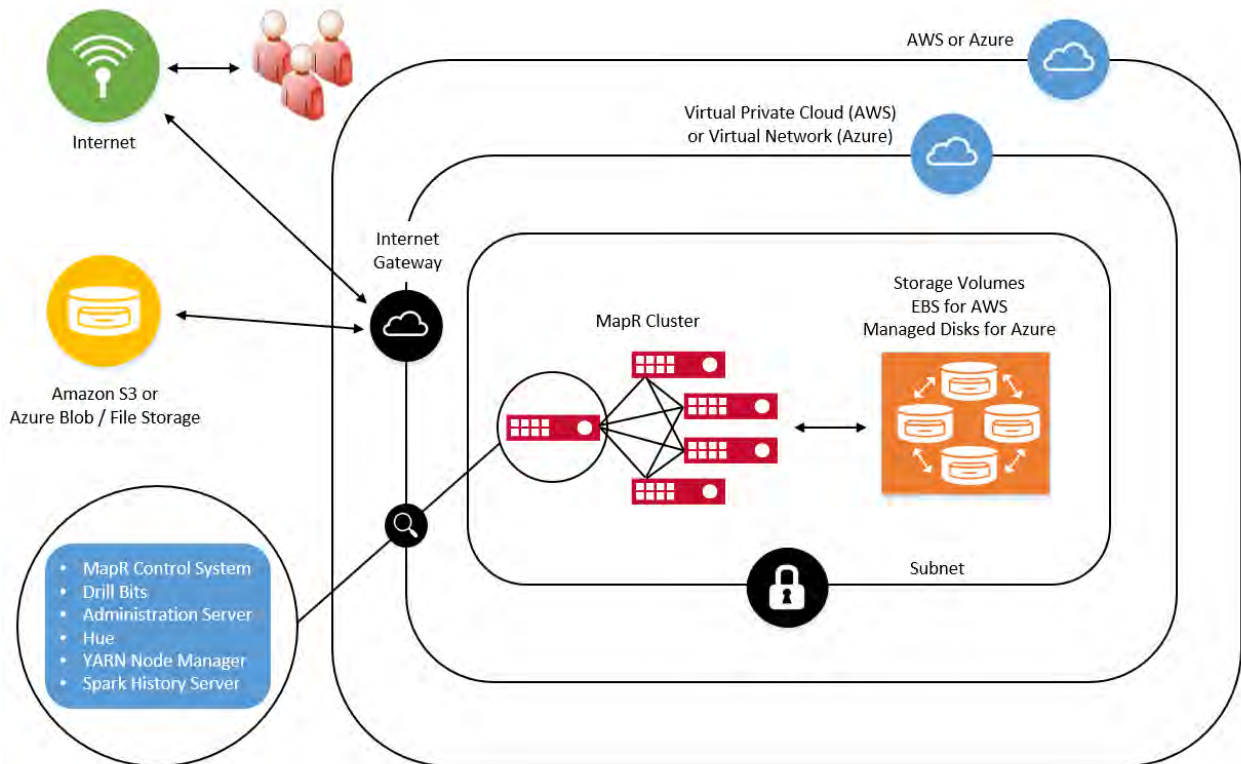 AWS or Azure
Internet
Virtual Private Cloud (AWS)
or Virtual Network (Azure)
Internet
Gateway
Amazon S3 or
Azure Blob / File Storage
MapR Cluster
Storage Volumes
EBS for AWS
Managed Disks for Azure
Subnet
• MapR Control System
• Drill Bits
• Administration Server
• Hue
• YARN Node Manager
• Spark History Server